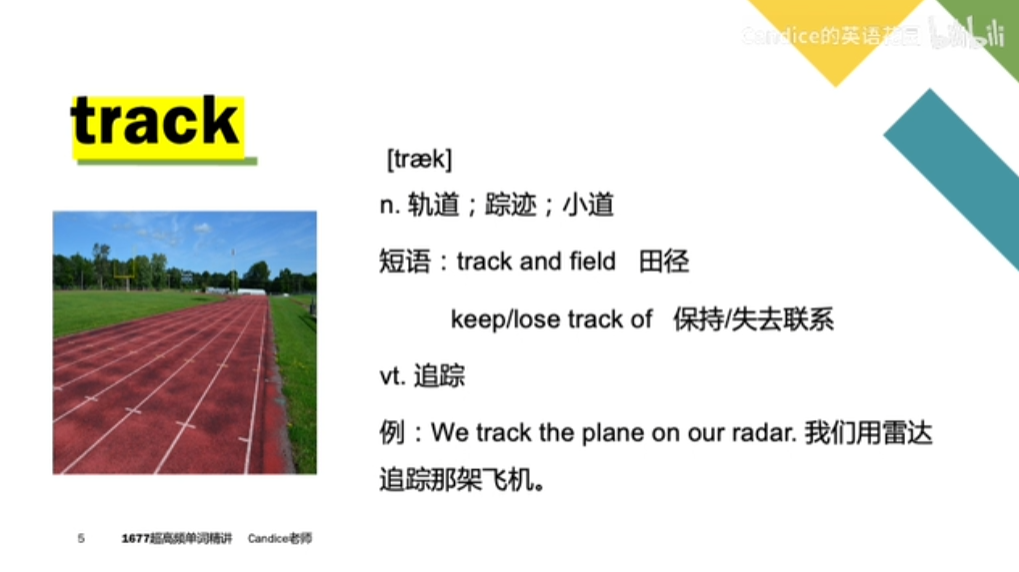 Candice的英语花园 bilibili
track
[træk]
n. 轨道；踪迹；小道
短语：track and field 田径
keep/lose track of 保持/失去联系
vt. 追踪
例：We track the plane on our radar. 我们用雷达
追踪那架飞机。
5 1677超高频单词精讲 Candice老师